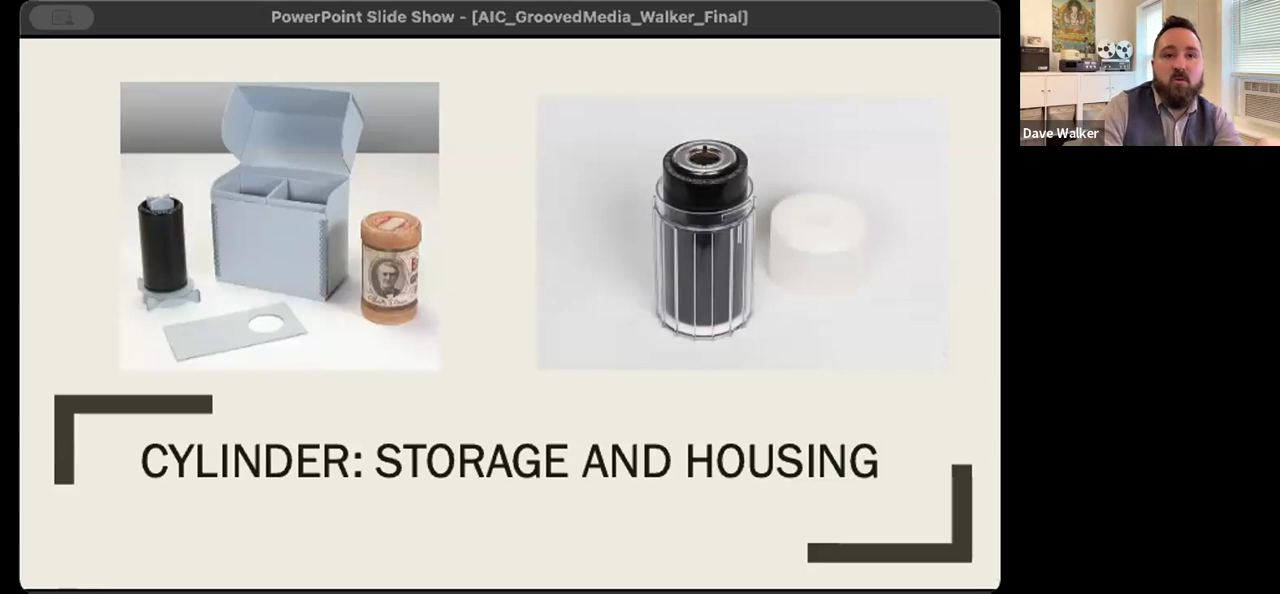 PowerPoint Slide Show - [AIC_GroovedMedia_Walker_Final]
Dave Walker
CYLINDER: STORAGE AND HOUSING